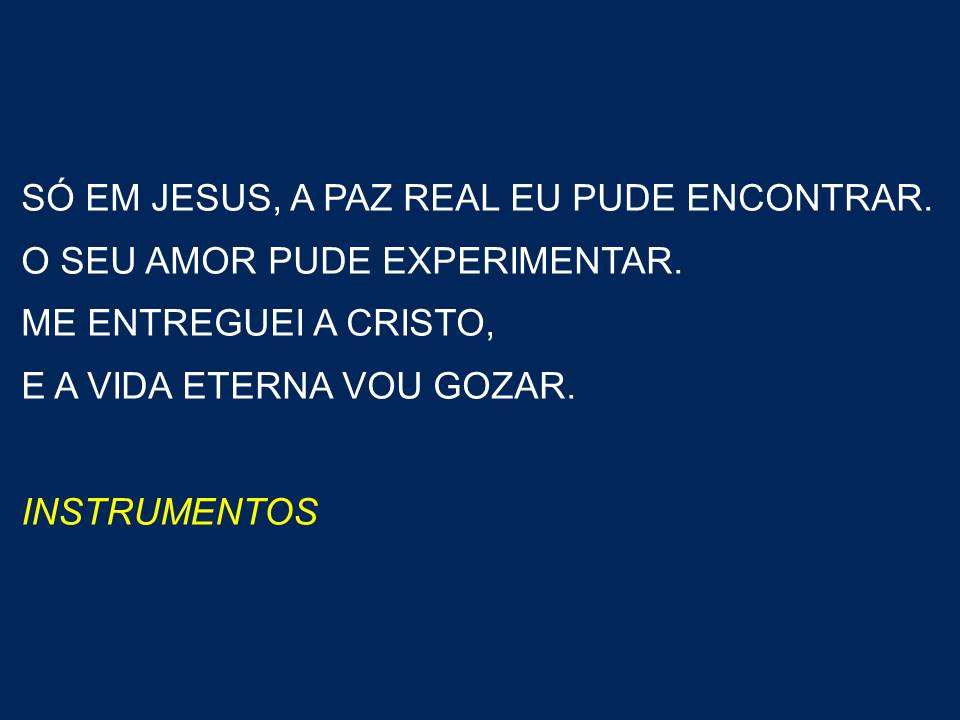 SÓ EM JESUS, A PAZ REAL EU PUDE ENCONTRAR.
O SEU AMOR PUDE EXPERIMENTAR.
ME ENTREGUEI A CRISTO,
E A VIDA ETERNA VOU GOZAR.
INSTRUMENTOS